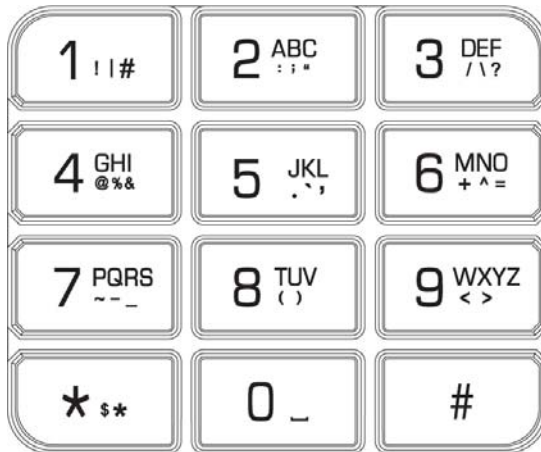 1 ! | #
2 ABC : ; "
3 DEF / \ ?
4 GHI @ % &
5 JKL . ` ,
6 MNO + ^ =
7 PQRS ~ - _
8 TUV ( )
9 WXYZ < >
* $ *
0 ⎵
#